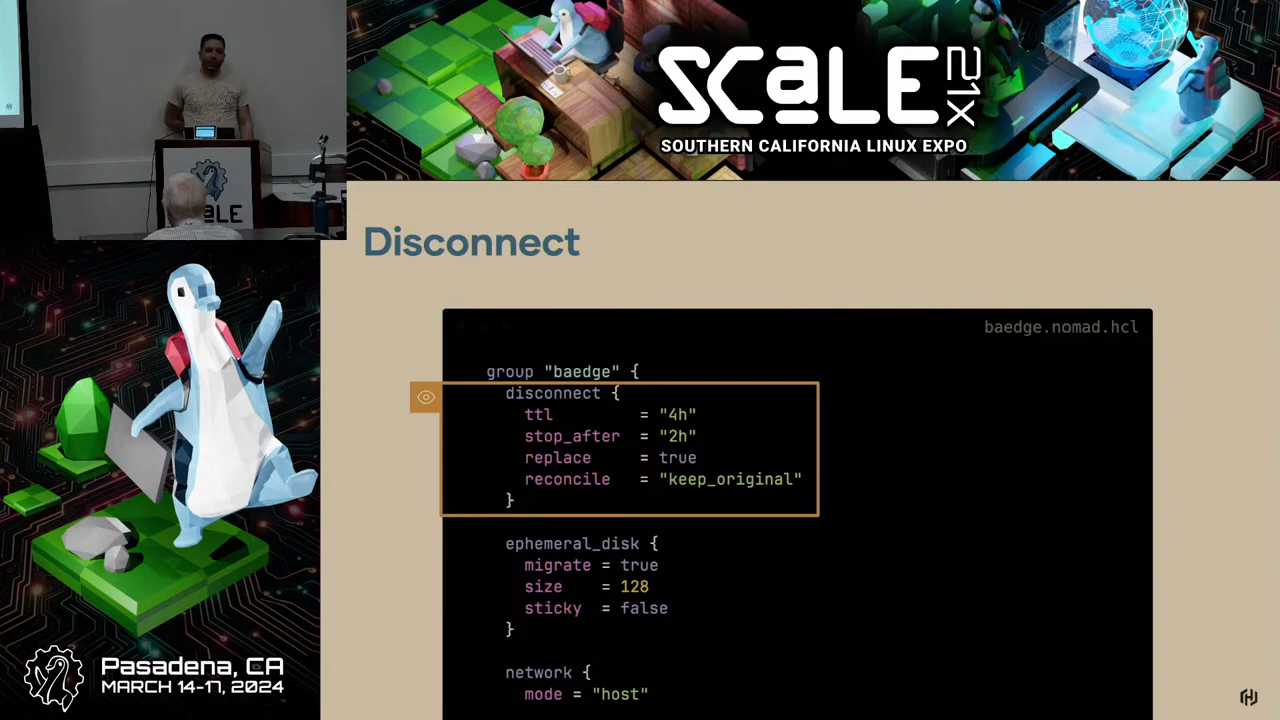 SCaLE 21X
SOUTHERN CALIFORNIA LINUX EXPO
SCaLE
Disconnect
baedge.nomad.hcl
group "baedge" {
disconnect {
ttl = "4h"
stop_after = "2h"
replace = true
reconcile = "keep_original"
}
ephemeral_disk {
migrate = true
size = 128
sticky = false
}
network {
mode = "host"
Pasadena, CA
MARCH 14-17, 2024